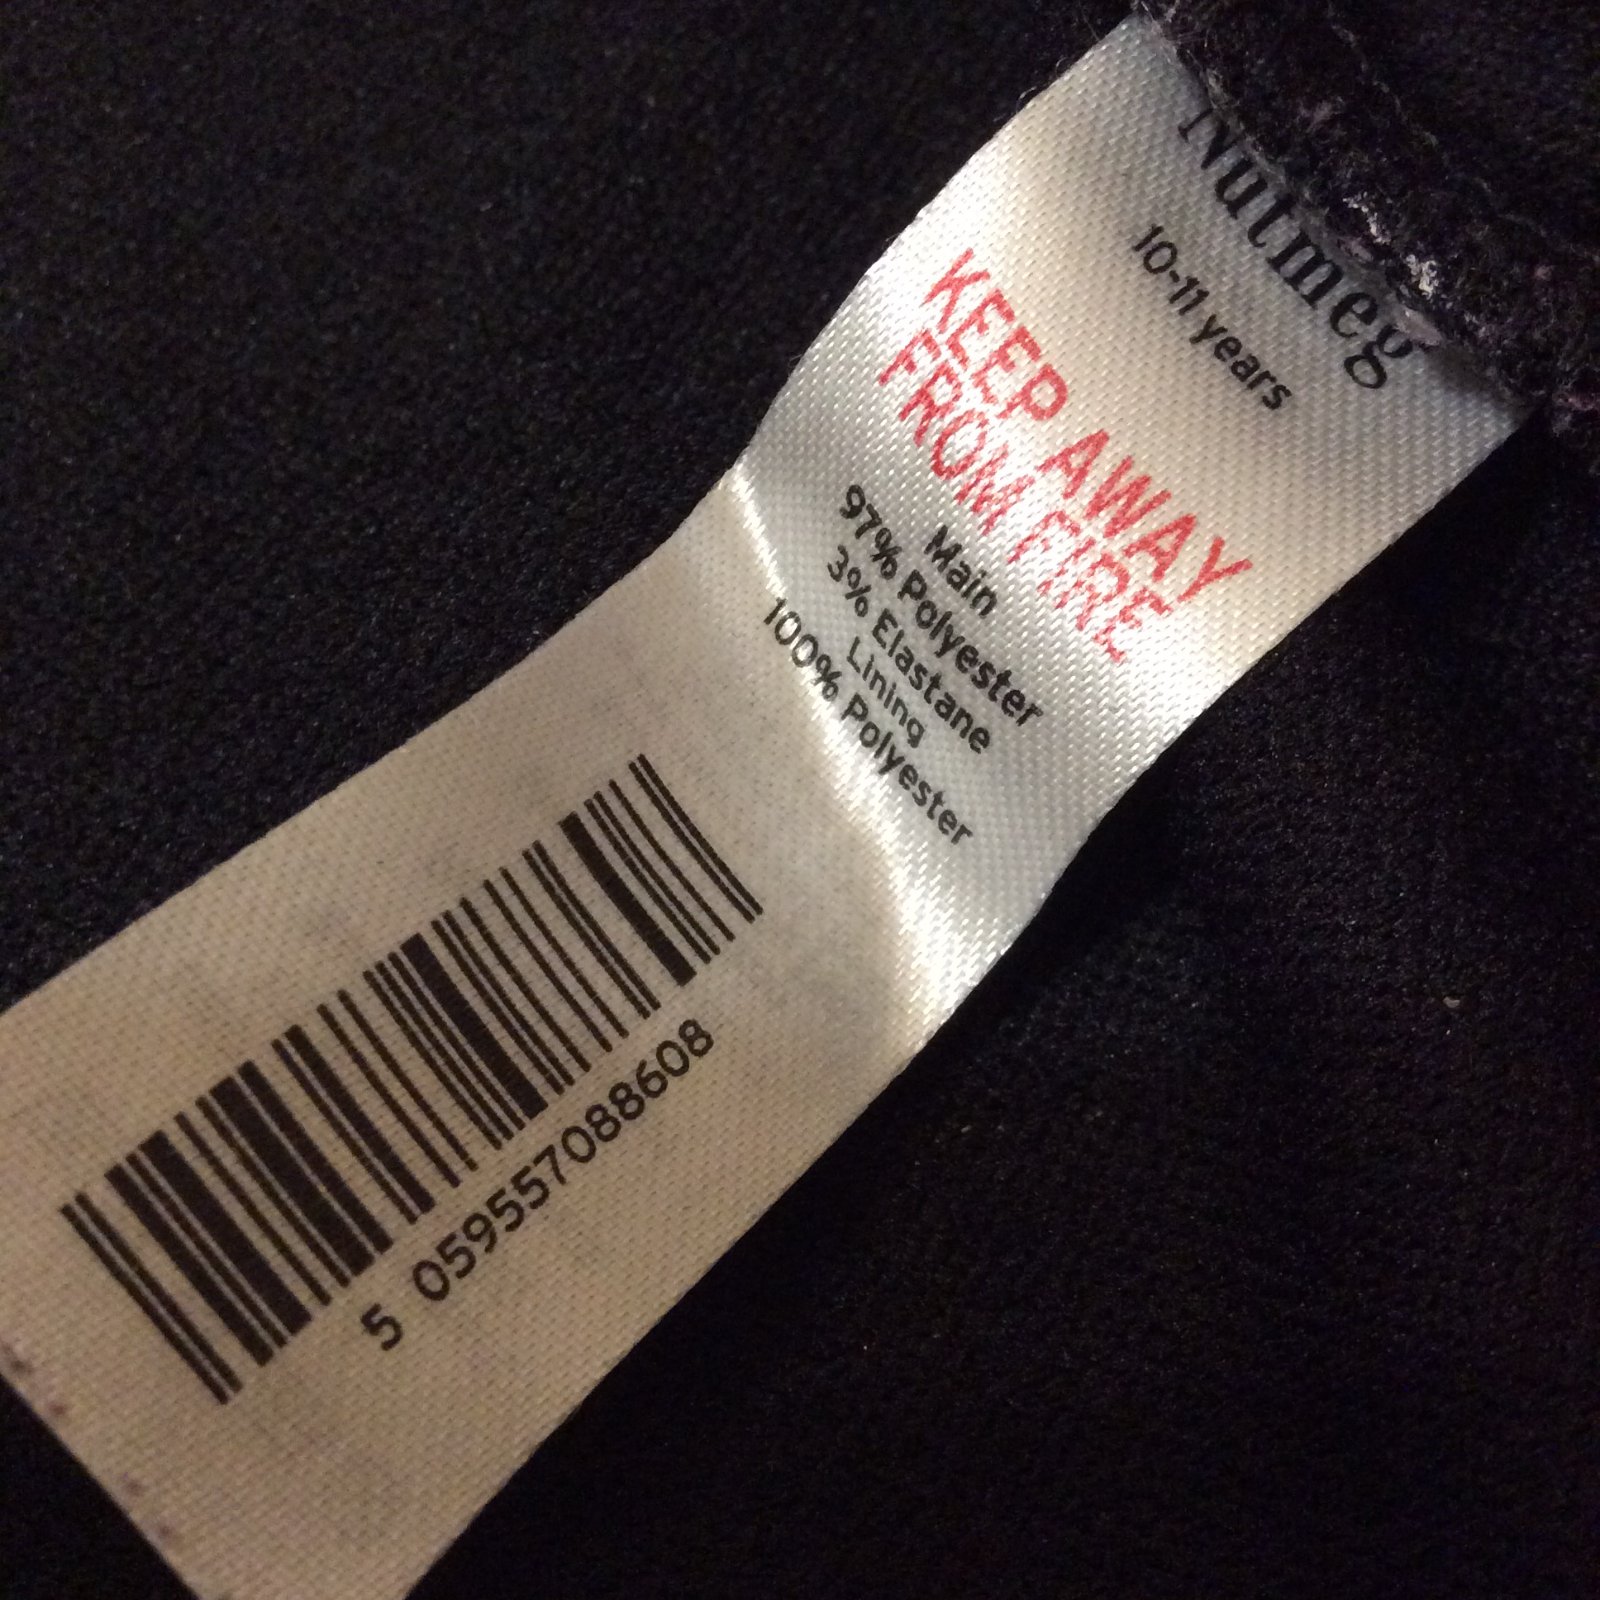 Nutmeg
10-11 years
KEEP AWAY
FROM FIRE
Main
97% Polyester
3% Elastane
Lining
100% Polyester
5 059557088608